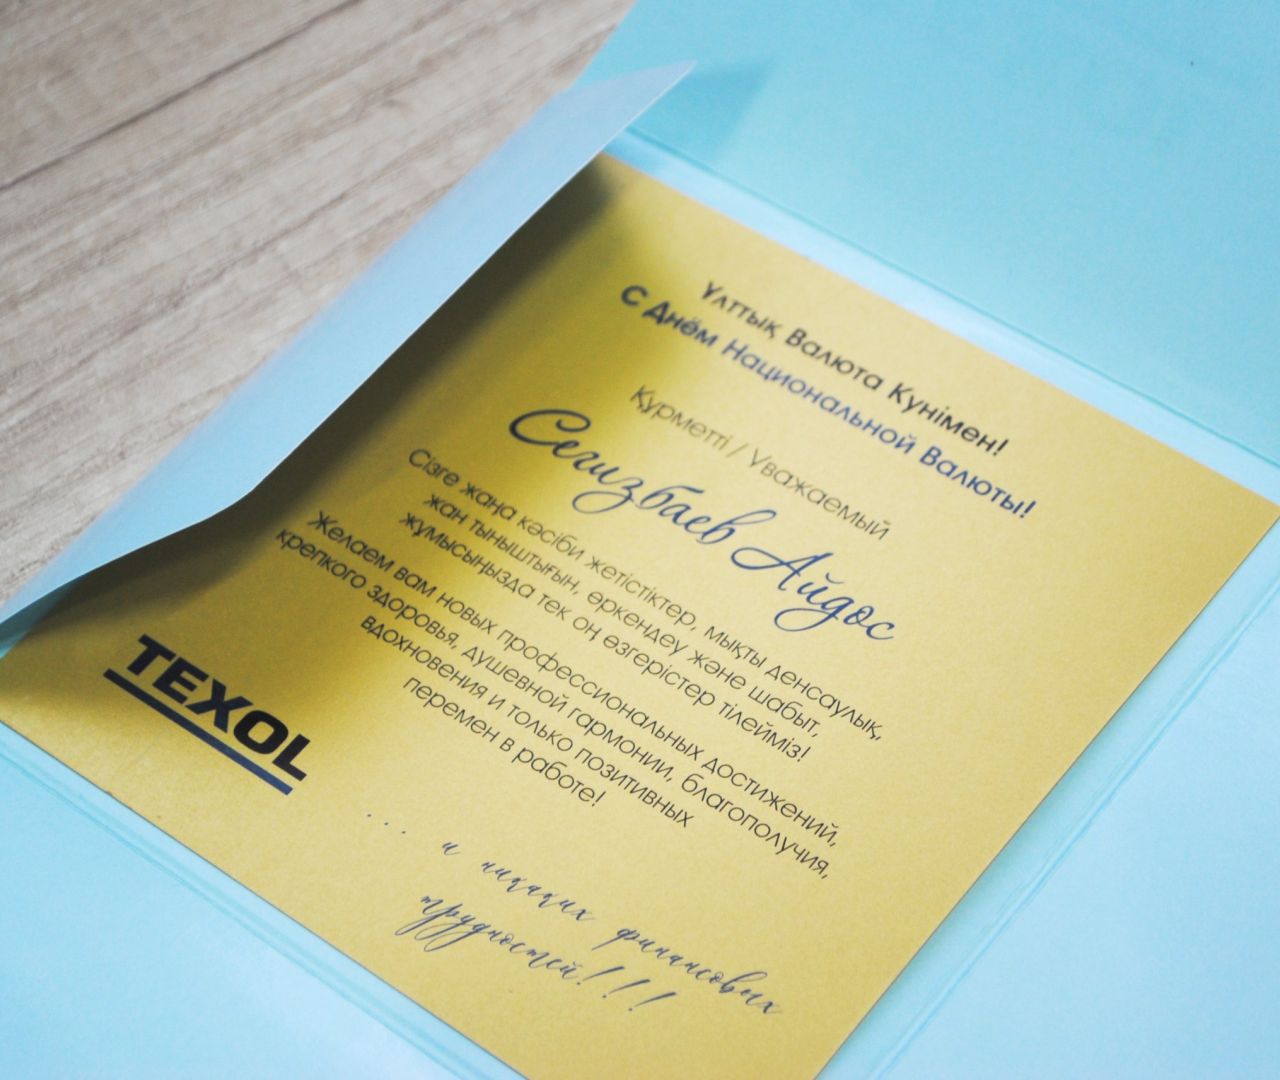 Ұлттық Валюта Күнімен!
С Днём Национальной Валюты!
Құрметті / Уважаемый
Сегизбаев Айдос
Сізге жаңа кәсіби жетістіктер, мықты денсаулық,
жан тыныштығын, өркендеу және шабыт,
жұмысыңызда тек оң өзгерістер тілейміз!
Желаем вам новых профессиональных достижений,
крепкого здоровья, душевной гармонии, благополучия,
вдохновения и только позитивных
перемен в работе!
TEXOL
... и никаких финансовых
трудностей!!!